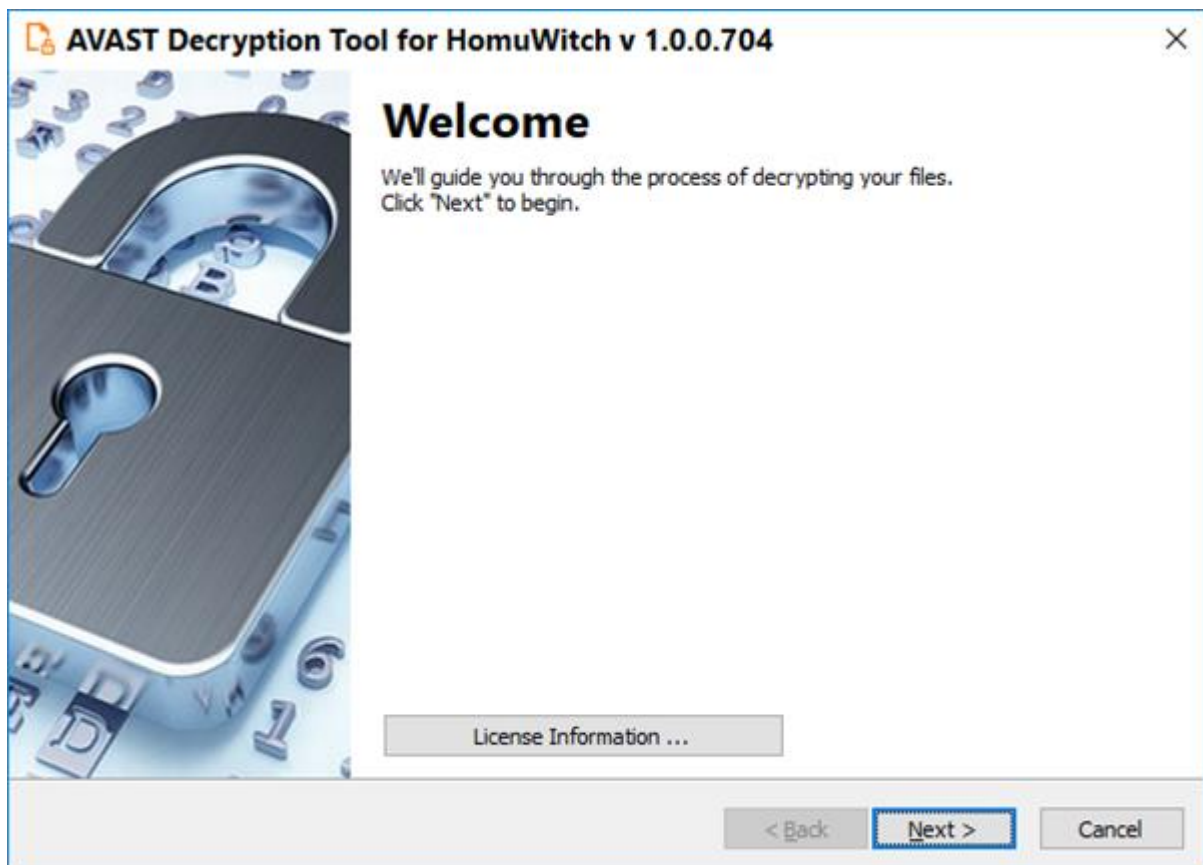 AVAST Decryption Tool for HomuWitch v 1.0.0.704
Welcome
We'll guide you through the process of decrypting your files.
Click "Next" to begin.
License Information ...
< Back
Next >
Cancel